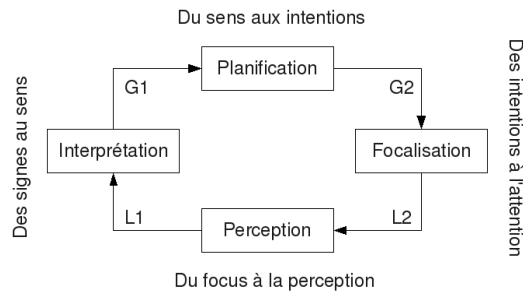 Du sens aux intentions
Planification
G1
G2
Des signes au sens
Interprétation
Focalisation
Des intentions à l'attention
L1
L2
Perception
Du focus à la perception